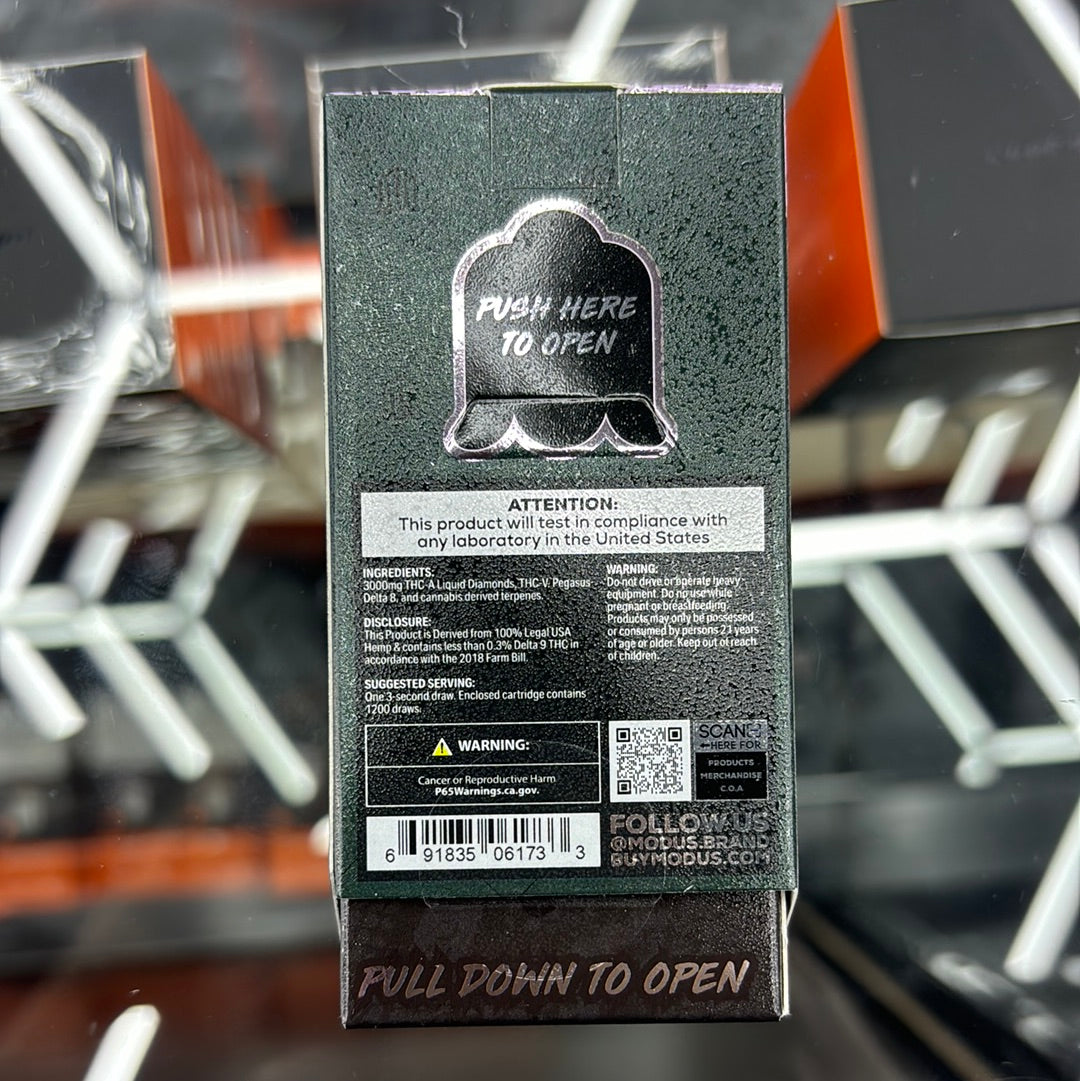 PUSH HERE
TO OPEN
ATTENTION:
This product will test in compliance with
any laboratory in the United States
INGREDIENTS:
3000mg THC-A Liquid Diamonds, THC-V, Pegasus
Delta 8, and cannabis derived terpenes.
DISCLOSURE:
This Product is Derived from 100% Legal USA
Hemp & contains less than 0.3% Delta 9 THC in
accordance with the 2018 Farm Bill.
SUGGESTED SERVING:
One 3-second draw. Enclosed cartridge contains
1200 draws.
WARNING:
Do not drive or operate heavy
equipment. Do no use while
pregnant or breastfeeding.
Products may only be possessed
or consumed by persons 21 years
of age or older. Keep out of reach
of children.
WARNING:
Cancer or Reproductive Harm
P65Warnings.ca.gov.
SCAN
HERE FOR
PRODUCTS
MERCHANDISE
C.O.A
6 91835 06173 3
FOLLOW US
@MODUS.BRAND
BUYMODUS.COM
PULL DOWN TO OPEN